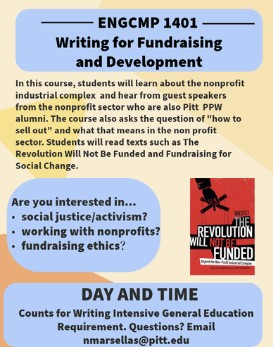 ENGCMP 1401
Writing for Fundraising
and Development
In this course, students will learn about the nonprofit
industrial complex and hear from guest speakers
from the nonprofit sector who are also Pitt PPW
alumni. The course also asks the question of "how to
sell out" and what that means in the non profit
sector. Students will read texts such as The
Revolution Will Not Be Funded and Fundraising for
Social Change.
Are you interested in...
• social justice/activism?
• working with nonprofits?
• fundraising ethics?
THE
REVOLUTION
WILL NOT BE
FUNDED
DAY AND TIME
Counts for Writing Intensive General Education
Requirement. Questions? Email
nmarsellas@pitt.edu